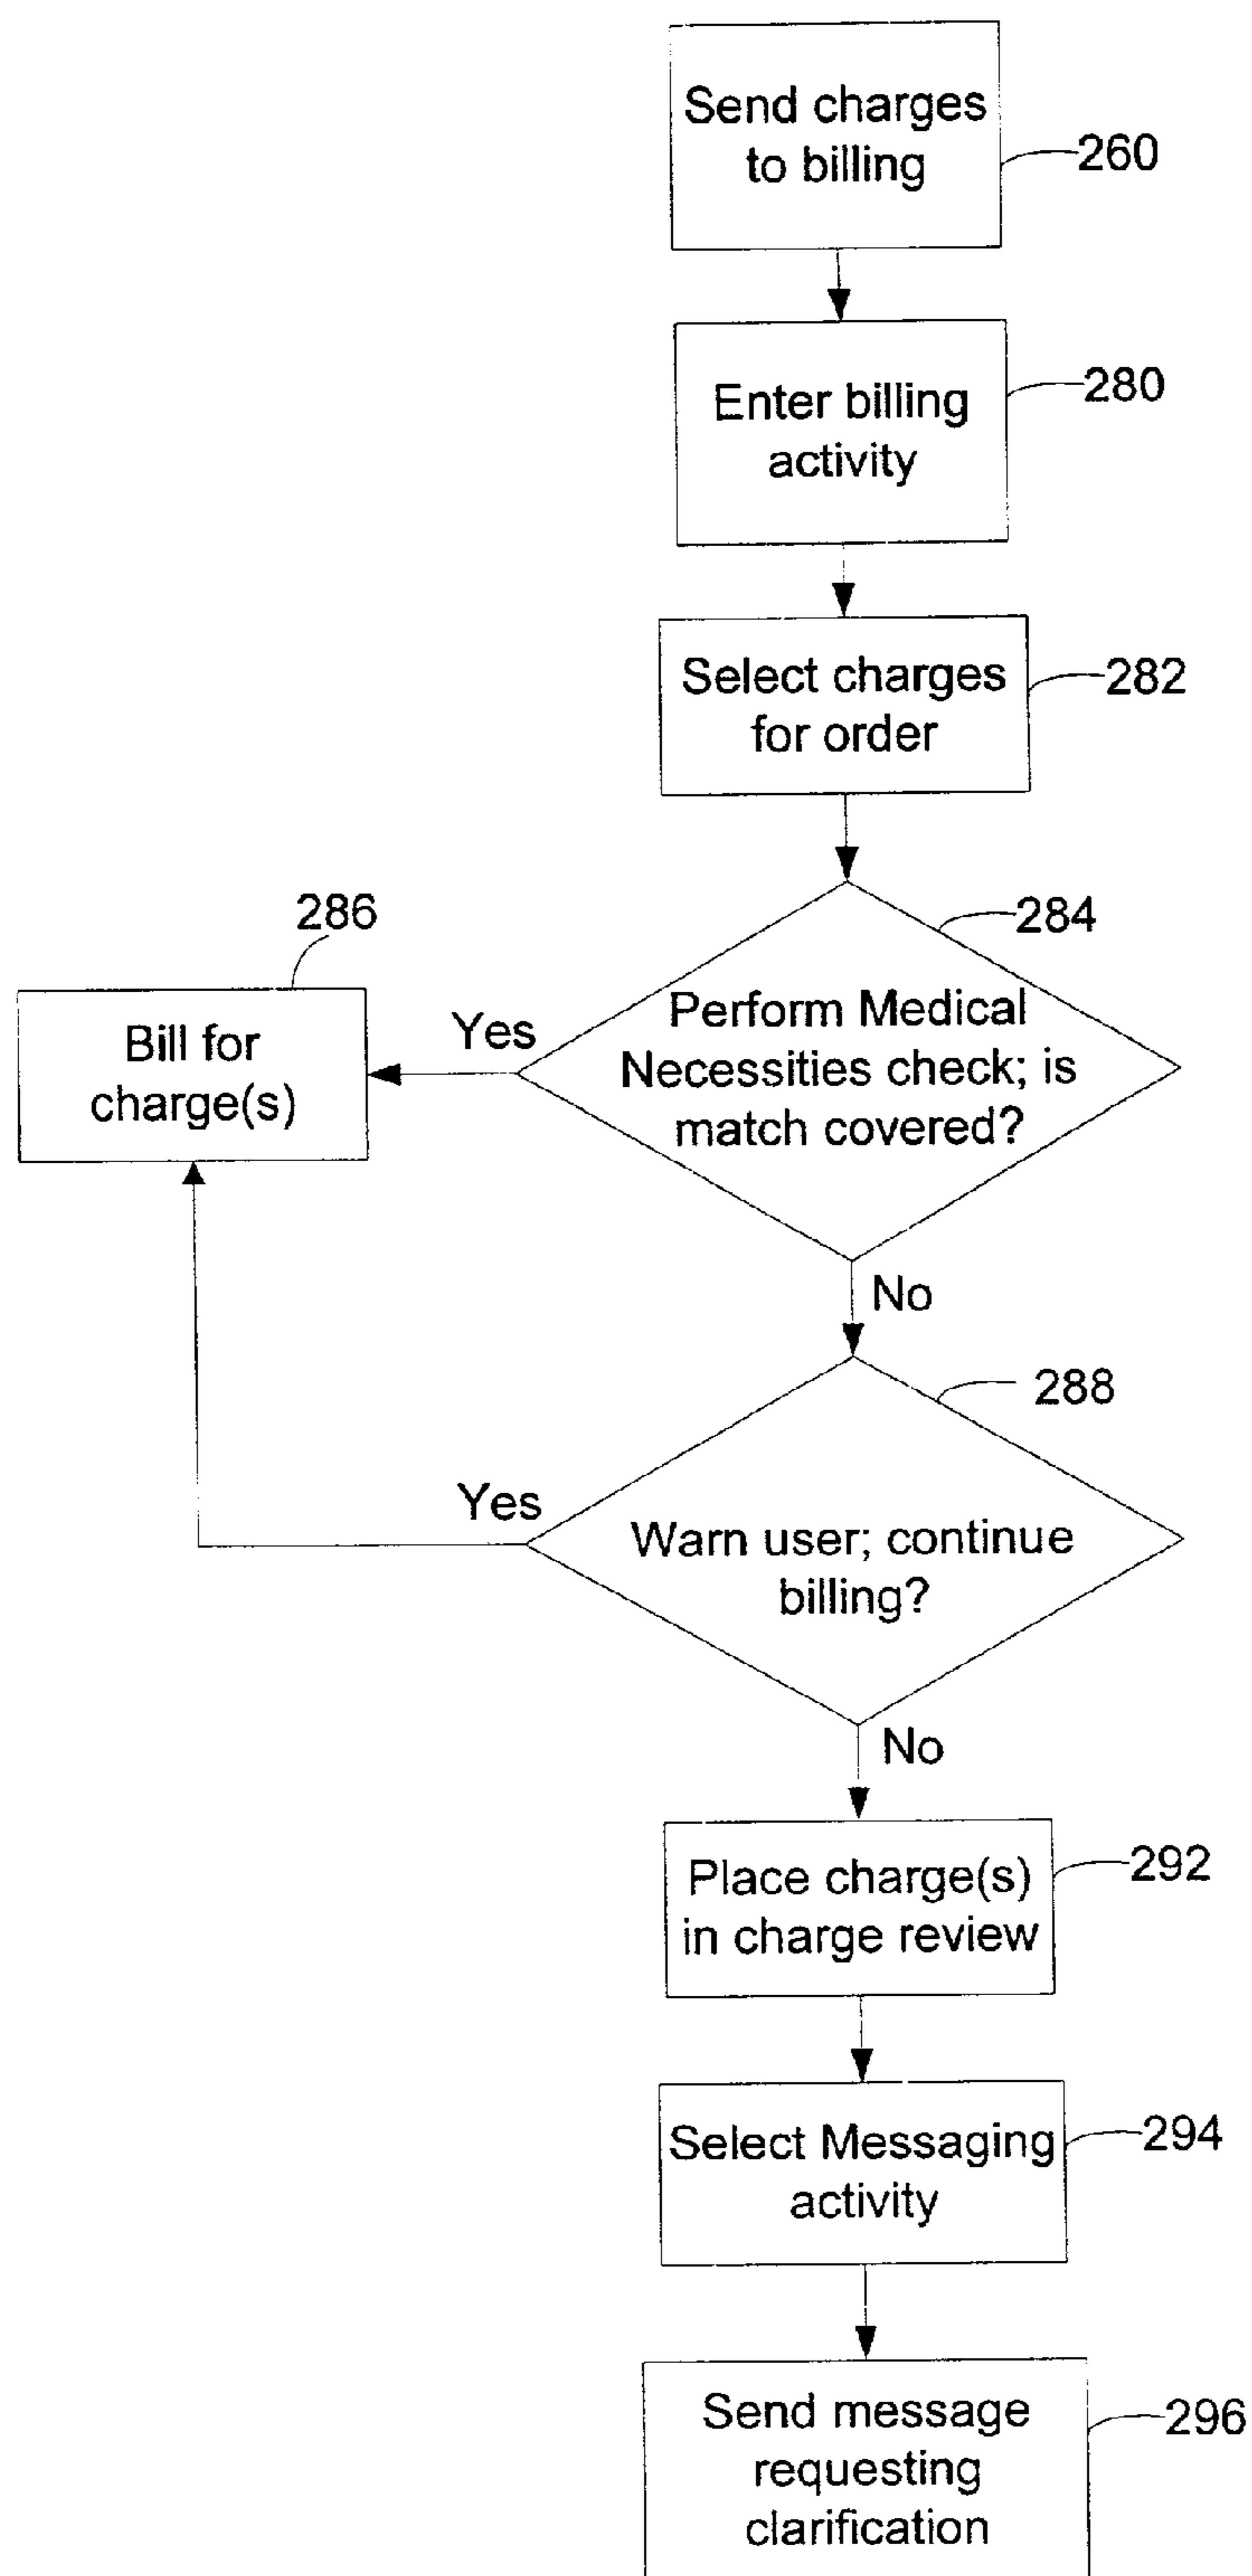 Send charges
to billing
260
Enter billing
activity
280
Select charges
for order
282
284
286
Perform Medical
Necessities check; is
match covered?
Yes
Bill for
charge(s)
No
288
Warn user; continue
billing?
Yes
No
Place charge(s)
in charge review
292
Select Messaging
activity
294
Send message
requesting
clarification
296